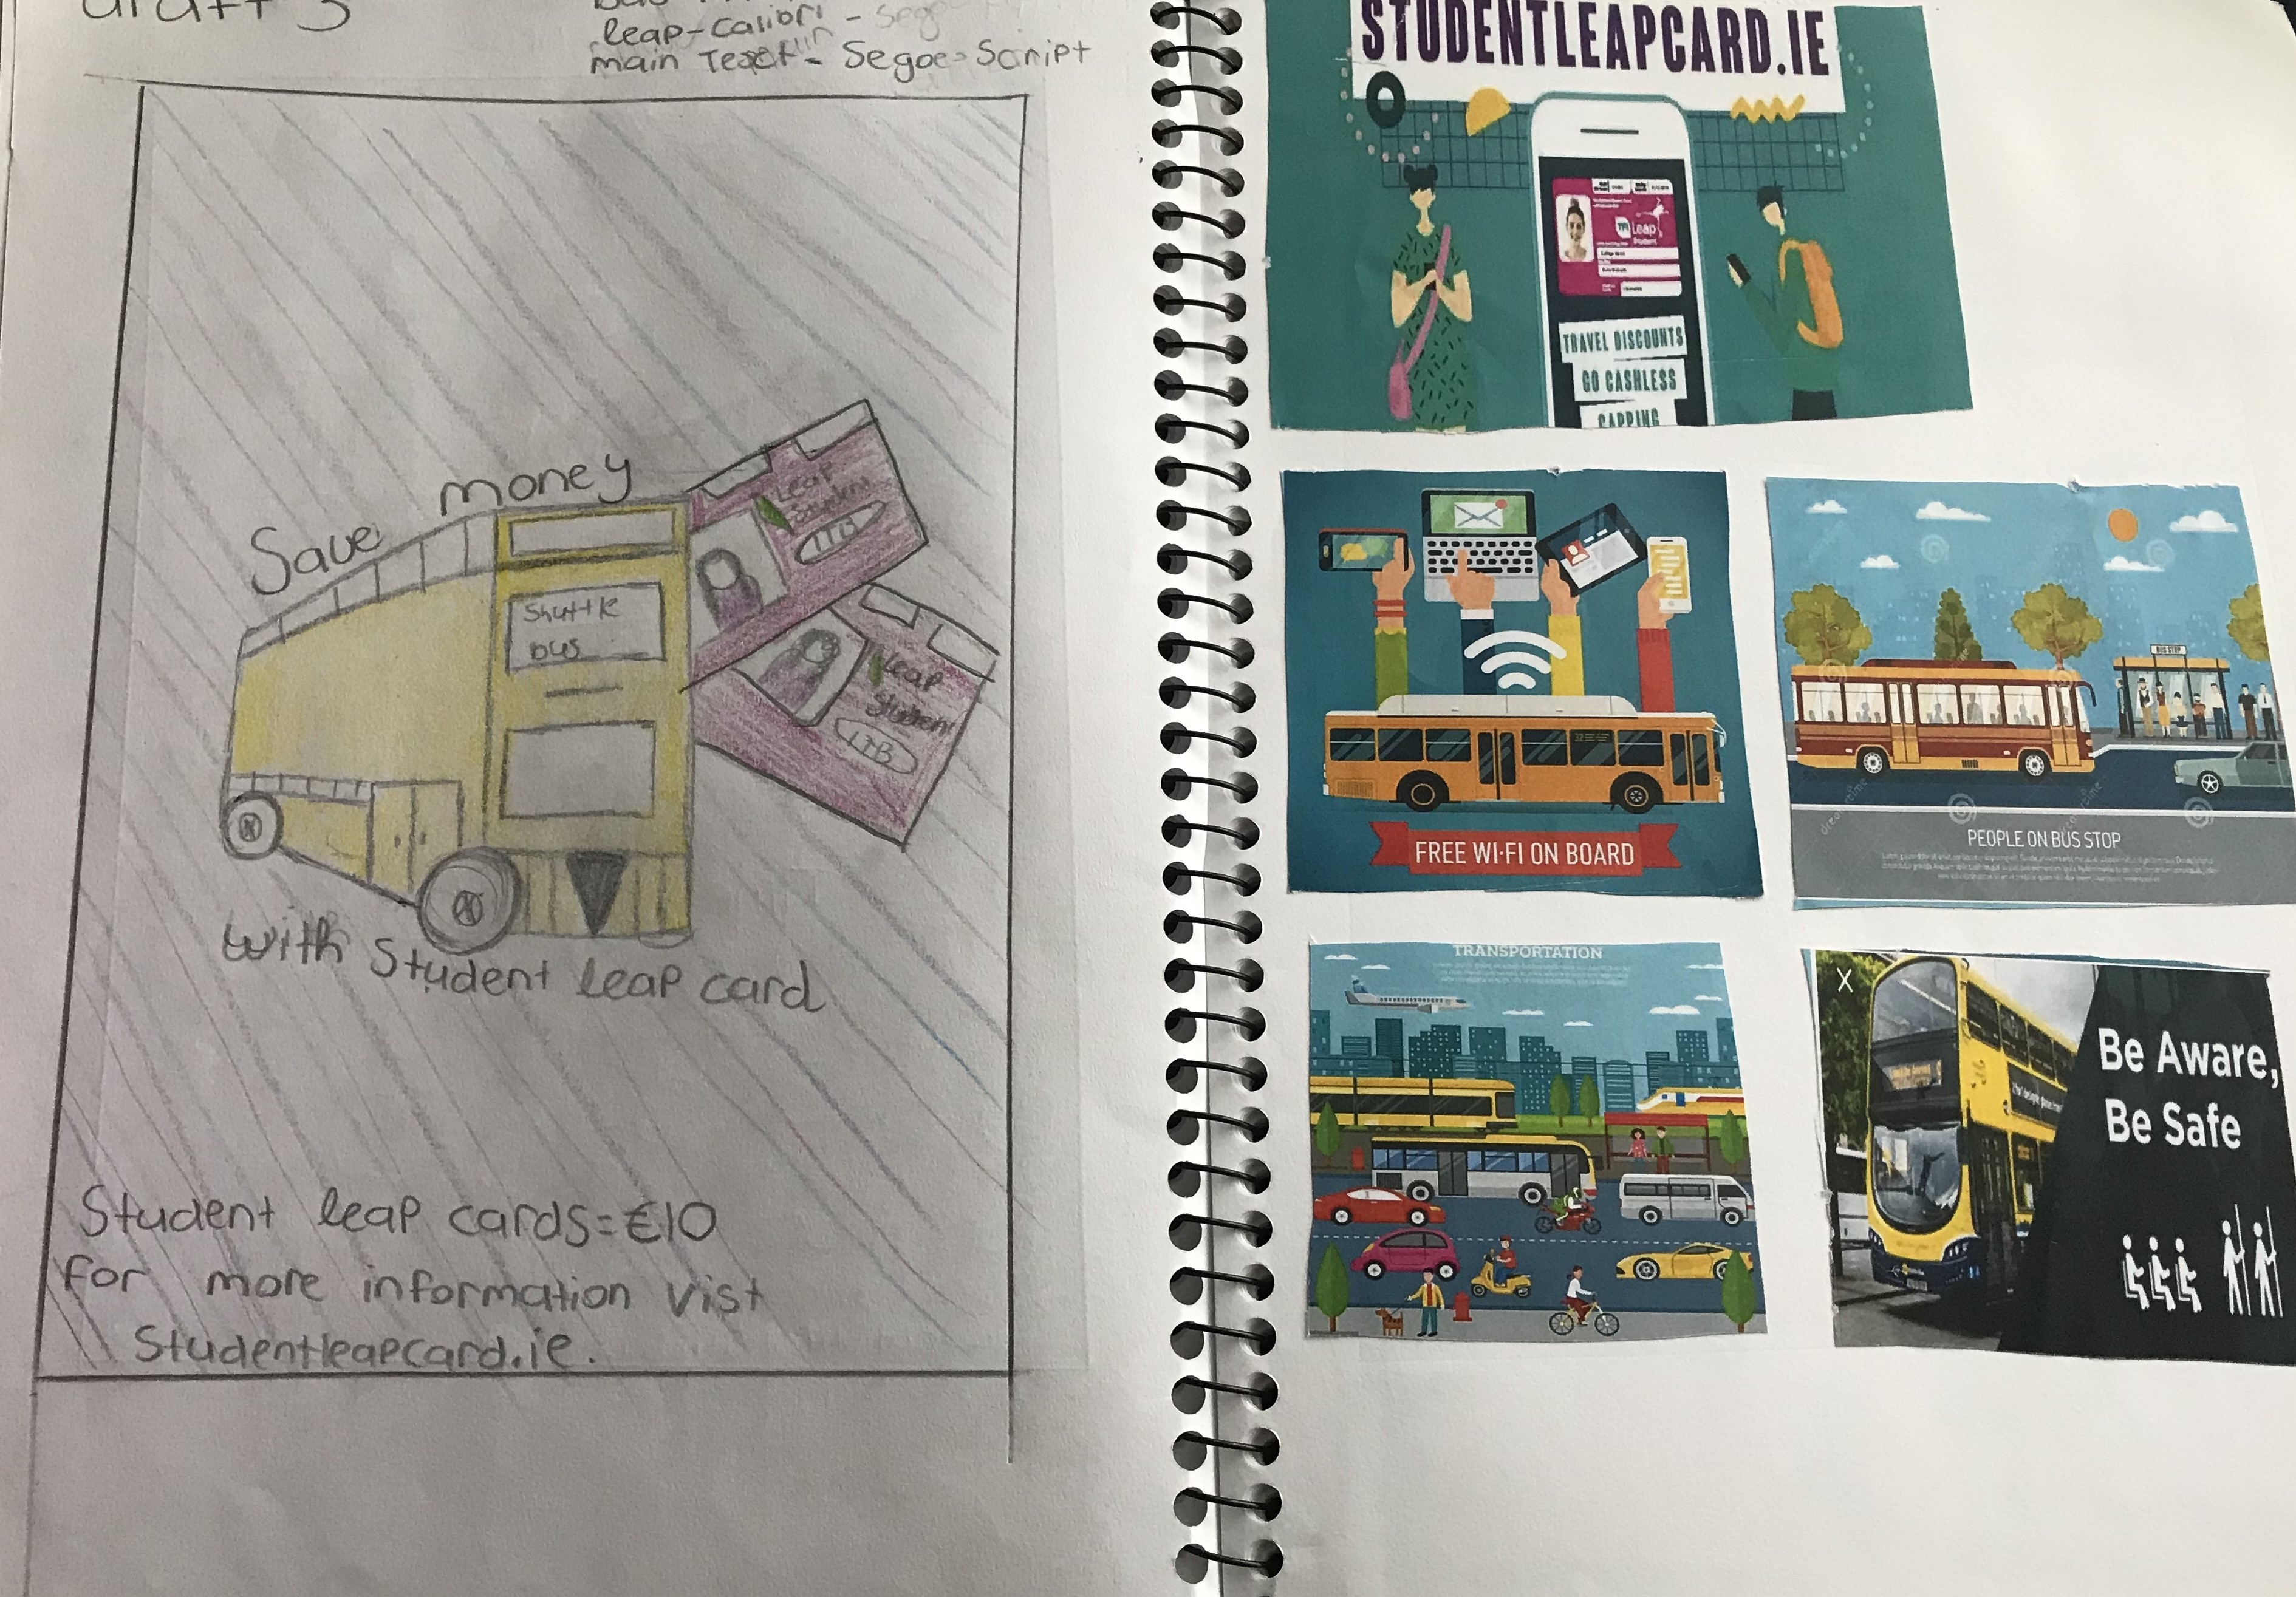 draft 3
leap-calibri -
main Text - Segoe Script
Save money
Shuttle
bus
Leap
Student
ITB
Leap
Student
ITB
with Student leap card
Student leap cards=€10
For more information vist
Studentleapcard.ie.
STUDENTLEAPCARD.IE
Leap
Student
TRAVEL DISCOUNTS
GO CASHLESS
CAPPING
FREE WI-FI ON BOARD
BUS STOP
dreamstime
dreamstime
PEOPLE ON BUS STOP
TRANSPORTATION
X
Be Aware,
Be Safe